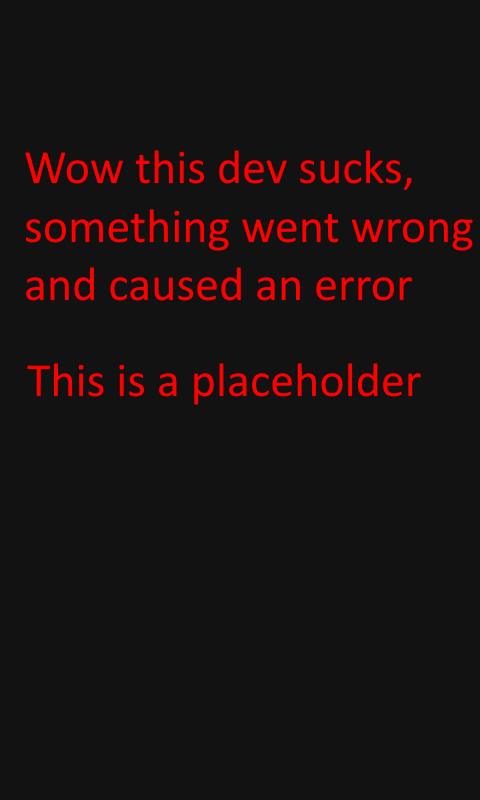 Wow this dev sucks,
something went wrong
and caused an error
This is a placeholder